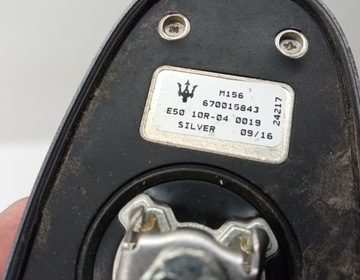 M156
670015843
E50 10R-04 0019
SILVER 09/16
24217